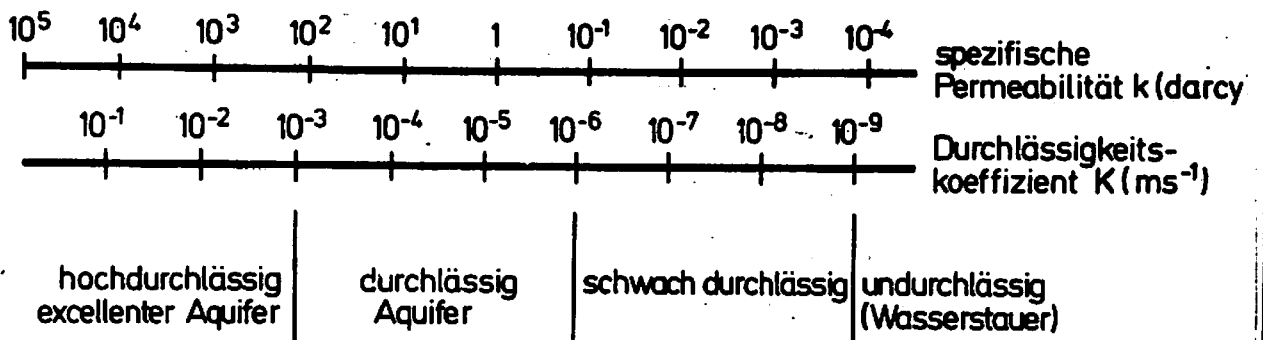 10⁵ 10⁴ 10³ 10² 10¹ 1 10⁻¹ 10⁻² 10⁻³ 10⁻⁴
spezifische
Permeabilität k (darcy
10⁻¹ 10⁻² 10⁻³ 10⁻⁴ 10⁻⁵ 10⁻⁶ 10⁻⁷ 10⁻⁸ 10⁻⁹
Durchlässigkeits-
koeffizient K (ms⁻¹)
hochdurchlässig
excellenter Aquifer
durchlässig
Aquifer
schwach durchlässig
undurchlässig
(Wasserstauer)